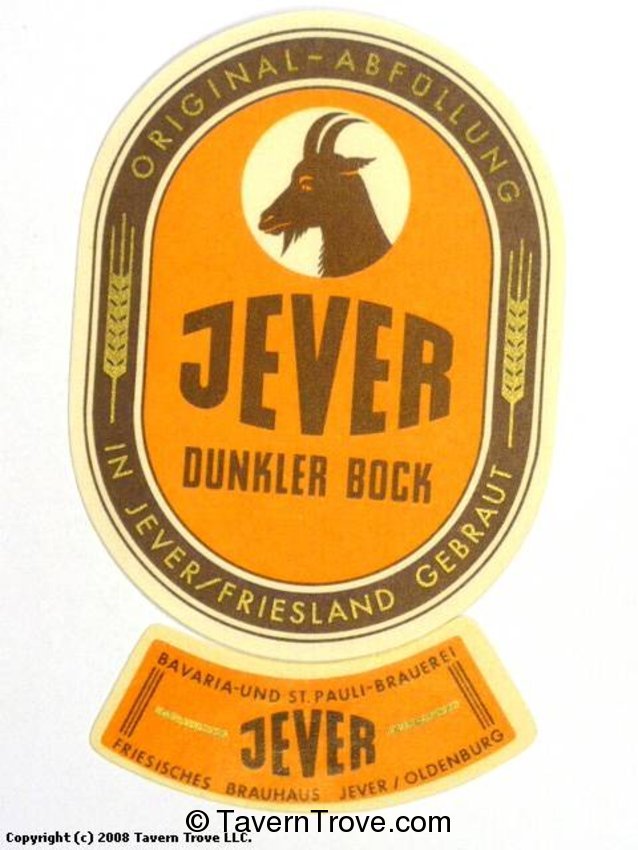 ORIGINAL-ABFÜLLUNG
JEVER
DUNKLER BOCK
IN JEVER/FRIESLAND GEBRAUT
BAVARIA-UND ST. PAULI-BRAUEREI
JEVER
FRIESISCHES BRAUHAUS JEVER / OLDENBURG
Copyright (c) 2008 Tavern Trove LLC.
© TavernTrove.com